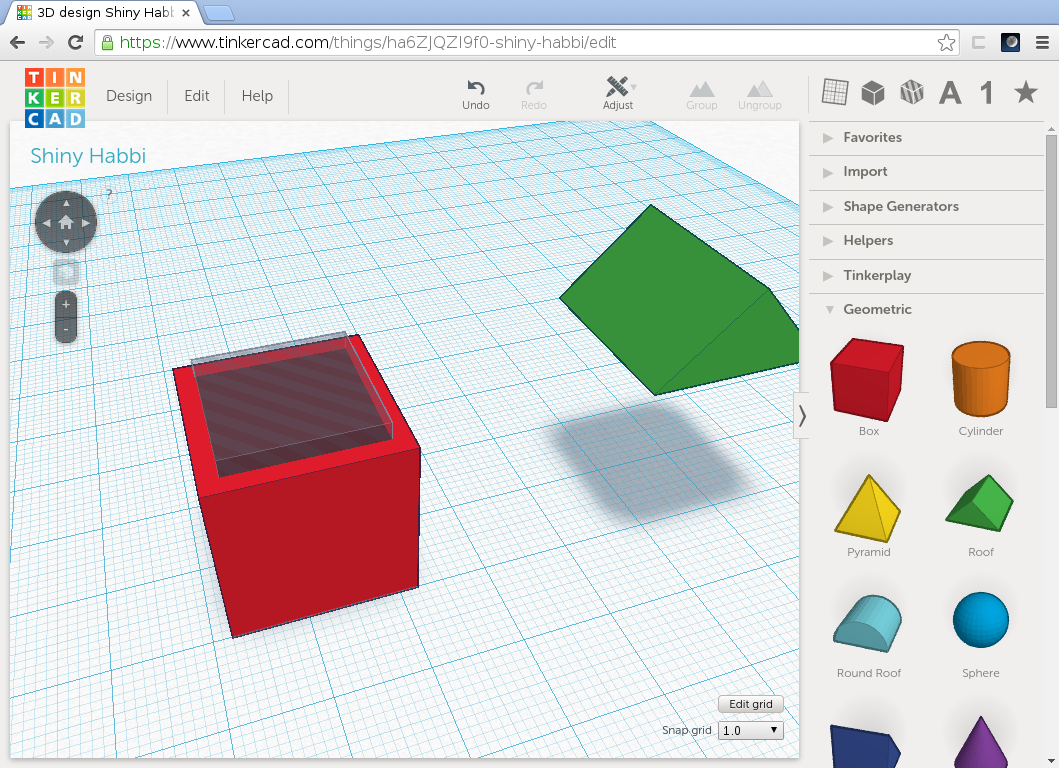 3D design Shiny Habb
https://www.tinkercad.com/things/ha6ZJQZI9f0-shiny-habbi/edit
TIN
KER
CAD
Design
Edit
Help
Undo
Redo
Adjust
Group
Ungroup
A
1
Shiny Habbi
?
+
-
Favorites
Import
Shape Generators
Helpers
Tinkerplay
Geometric
Box
Cylinder
Pyramid
Roof
Round Roof
Sphere
Edit grid
Snap grid
1.0